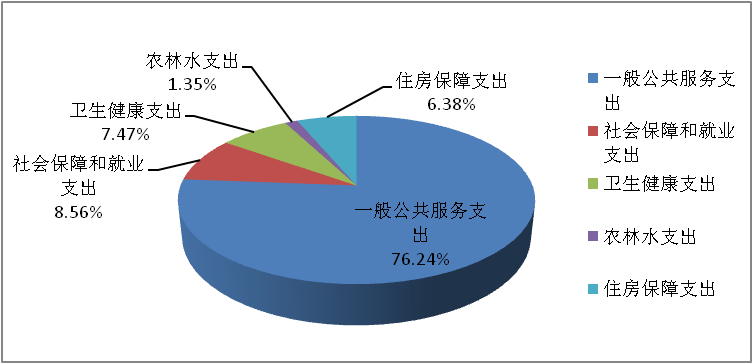 农林水支出
1.35%
住房保障支出
6.38%
卫生健康支出
7.47%
社会保障和就业
支出
8.56%
一般公共服务支
出
76.24%
一般公共服务支
出
社会保障和就业
支出
卫生健康支出
农林水支出
住房保障支出